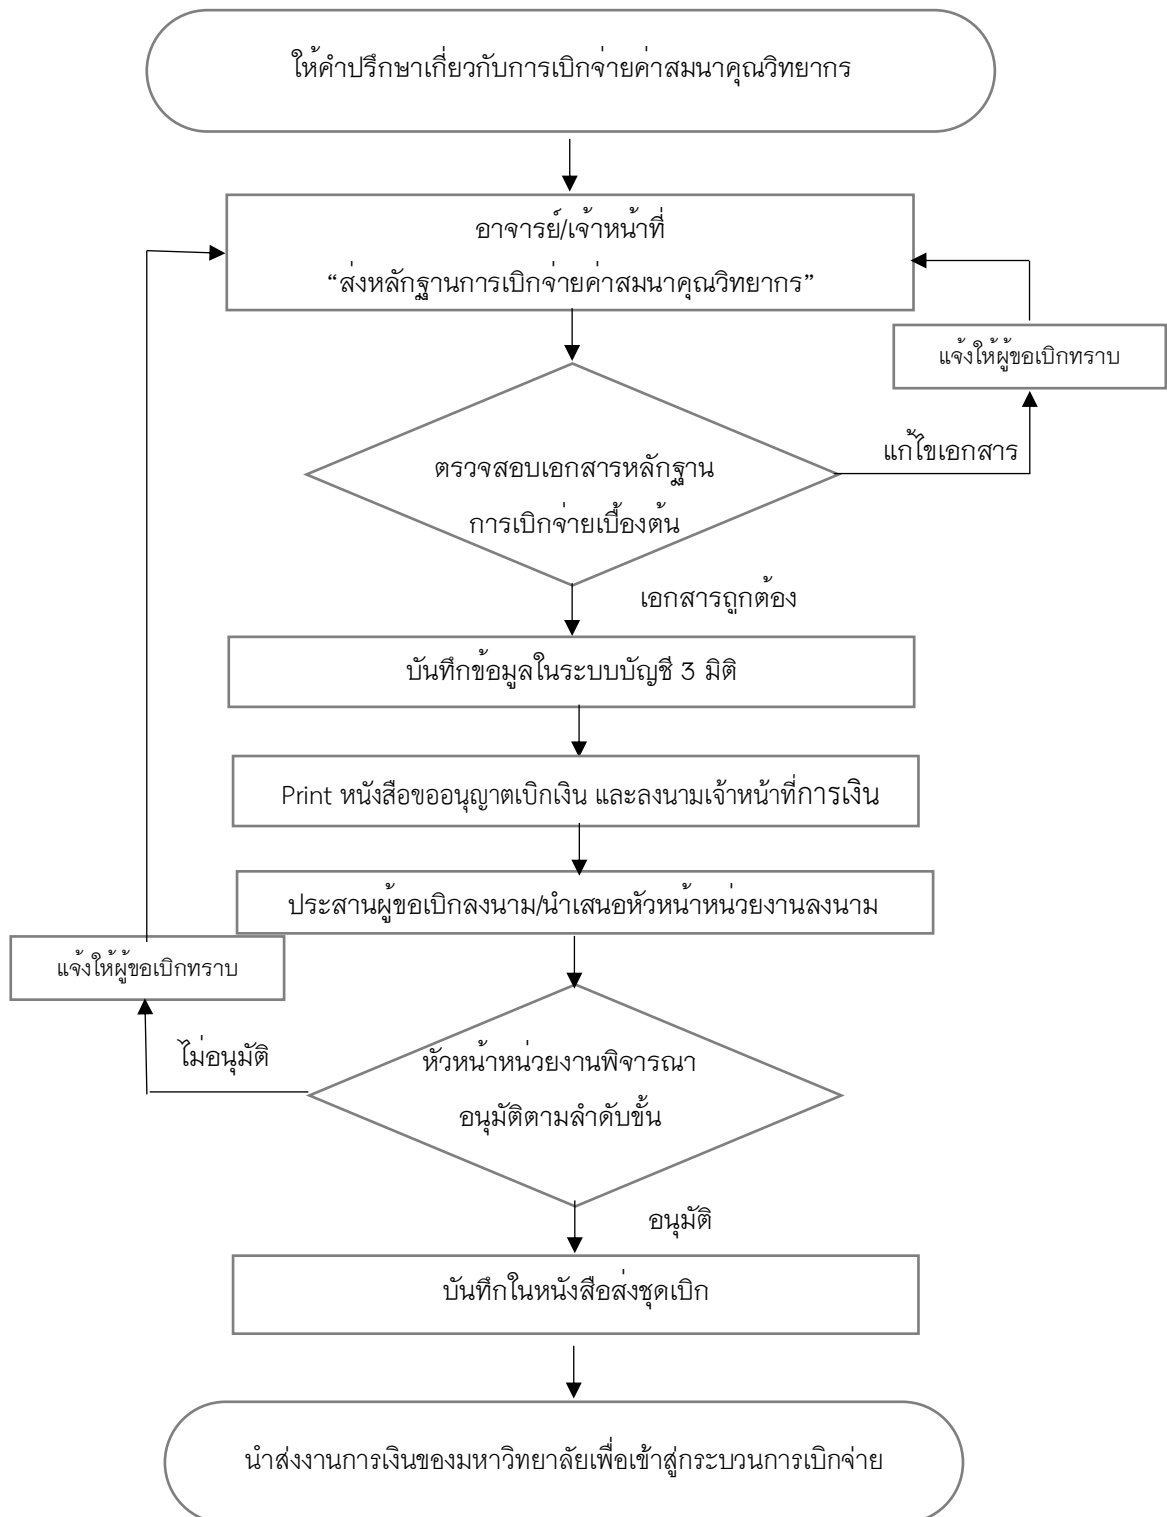 ให้คำปรึกษาเกี่ยวกับการเบิกจ่ายค่าสมนาคุณวิทยากร
อาจารย์/เจ้าหน้าที่
“ส่งหลักฐานการเบิกจ่ายค่าสมนาคุณวิทยากร”
แจ้งให้ผู้ขอเบิกทราบ
แก้ไขเอกสาร
ตรวจสอบเอกสารหลักฐาน
การเบิกจ่ายเบื้องต้น
เอกสารถูกต้อง
บันทึกข้อมูลในระบบบัญชี 3 มิติ
Print หนังสือขออนุญาตเบิกเงิน และลงนามเจ้าหน้าที่การเงิน
ประสานผู้ขอเบิกลงนาม/นำเสนอหัวหน้าหน่วยงานลงนาม
แจ้งให้ผู้ขอเบิกทราบ
ไม่อนุมัติ
หัวหน้าหน่วยงานพิจารณา
อนุมัติตามลำดับขั้น
อนุมัติ
บันทึกในหนังสือส่งชุดเบิก
นำส่งงานการเงินของมหาวิทยาลัยเพื่อเข้าสู่กระบวนการเบิกจ่าย